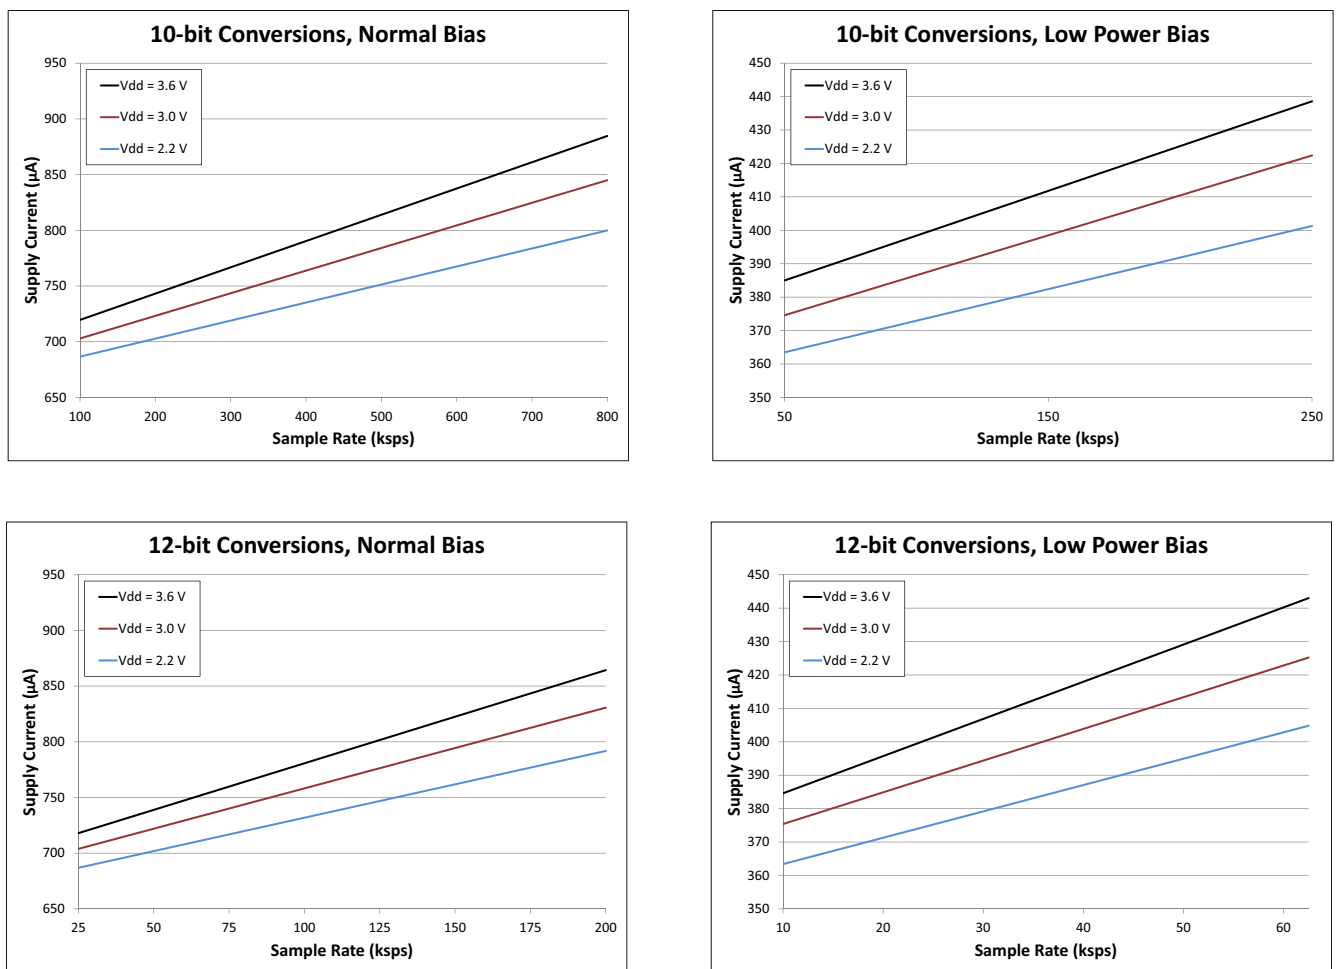 10-bit Conversions, Normal Bias
950
900
850
800
750
700
650
Supply Current (µA)
Vdd = 3.6 V
Vdd = 3.0 V
Vdd = 2.2 V
100 200 300 400 500 600 700 800
Sample Rate (ksps)
10-bit Conversions, Low Power Bias
450
440
430
420
410
400
390
380
370
360
350
Supply Current (µA)
Vdd = 3.6 V
Vdd = 3.0 V
Vdd = 2.2 V
50 150 250
Sample Rate (ksps)
12-bit Conversions, Normal Bias
950
900
850
800
750
700
650
Supply Current (µA)
Vdd = 3.6 V
Vdd = 3.0 V
Vdd = 2.2 V
25 50 75 100 125 150 175 200
Sample Rate (ksps)
12-bit Conversions, Low Power Bias
450
440
430
420
410
400
390
380
370
360
350
Supply Current (µA)
Vdd = 3.6 V
Vdd = 3.0 V
Vdd = 2.2 V
10 20 30 40 50 60
Sample Rate (ksps)